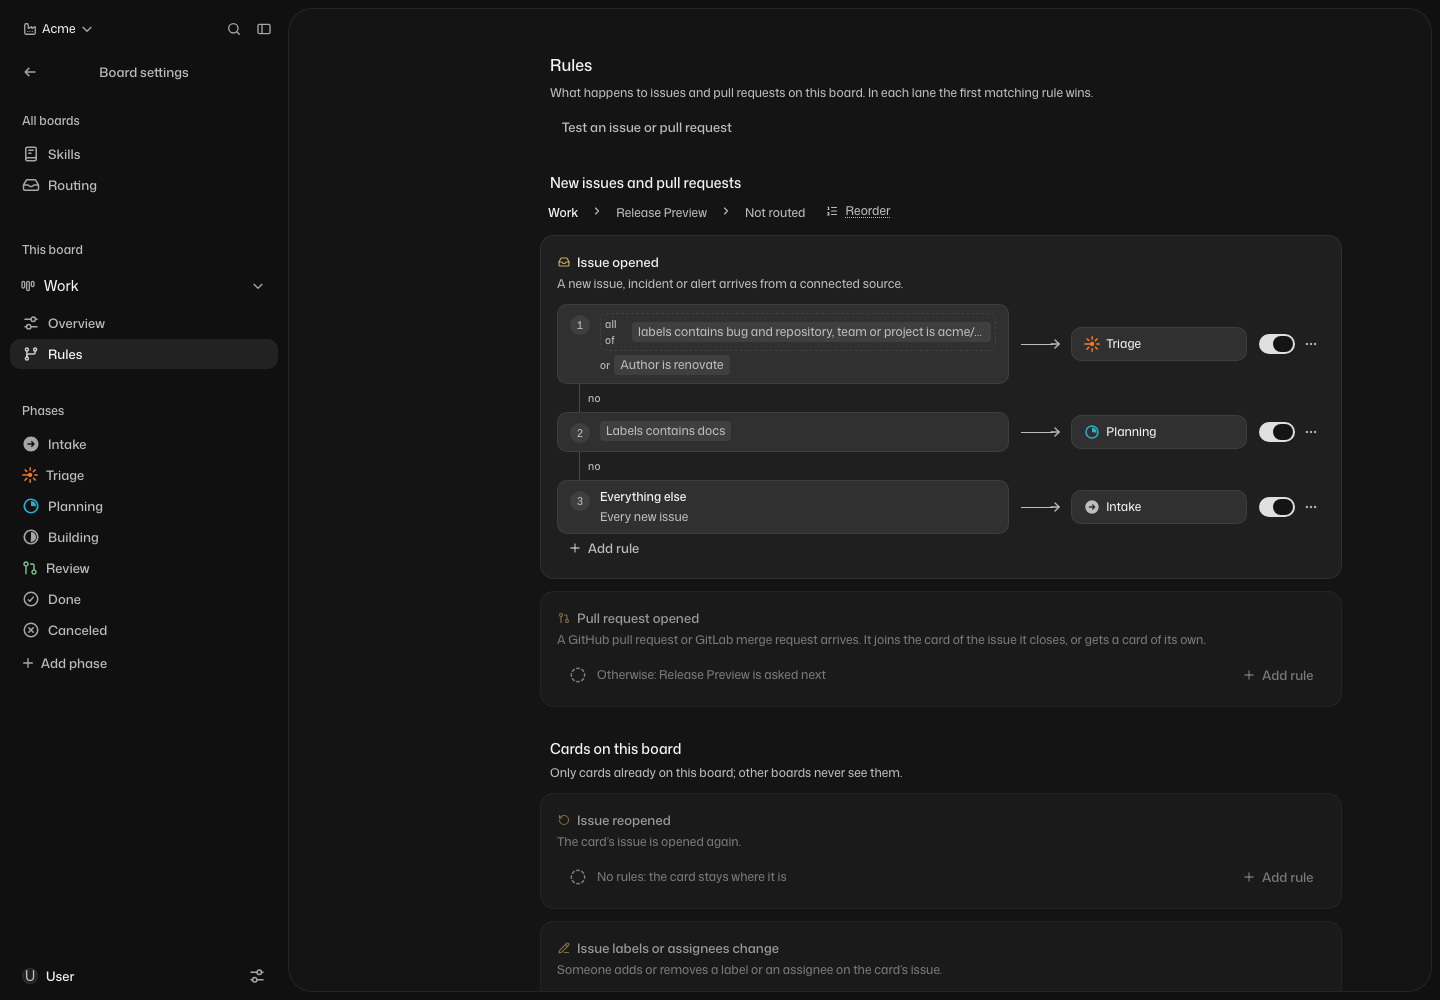 Acme
Board settings
All boards
Skills
Routing
This board
Work
Overview
Rules
Phases
Intake
Triage
Planning
Building
Review
Done
Canceled
Add phase
U User
Rules
What happens to issues and pull requests on this board. In each lane the first matching rule wins.
Test an issue or pull request
New issues and pull requests
Work > Release Preview > Not routed Reorder
Issue opened
A new issue, incident or alert arrives from a connected source.
1 all of labels contains bug and repository, team or project is acme/...
or Author is renovate
Triage
no
2 Labels contains docs
Planning
no
3 Everything else
Every new issue
Intake
Add rule
Pull request opened
A GitHub pull request or GitLab merge request arrives. It joins the card of the issue it closes, or gets a card of its own.
Otherwise: Release Preview is asked next
Add rule
Cards on this board
Only cards already on this board; other boards never see them.
Issue reopened
The card's issue is opened again.
No rules: the card stays where it is
Add rule
Issue labels or assignees change
Someone adds or removes a label or an assignee on the card's issue.